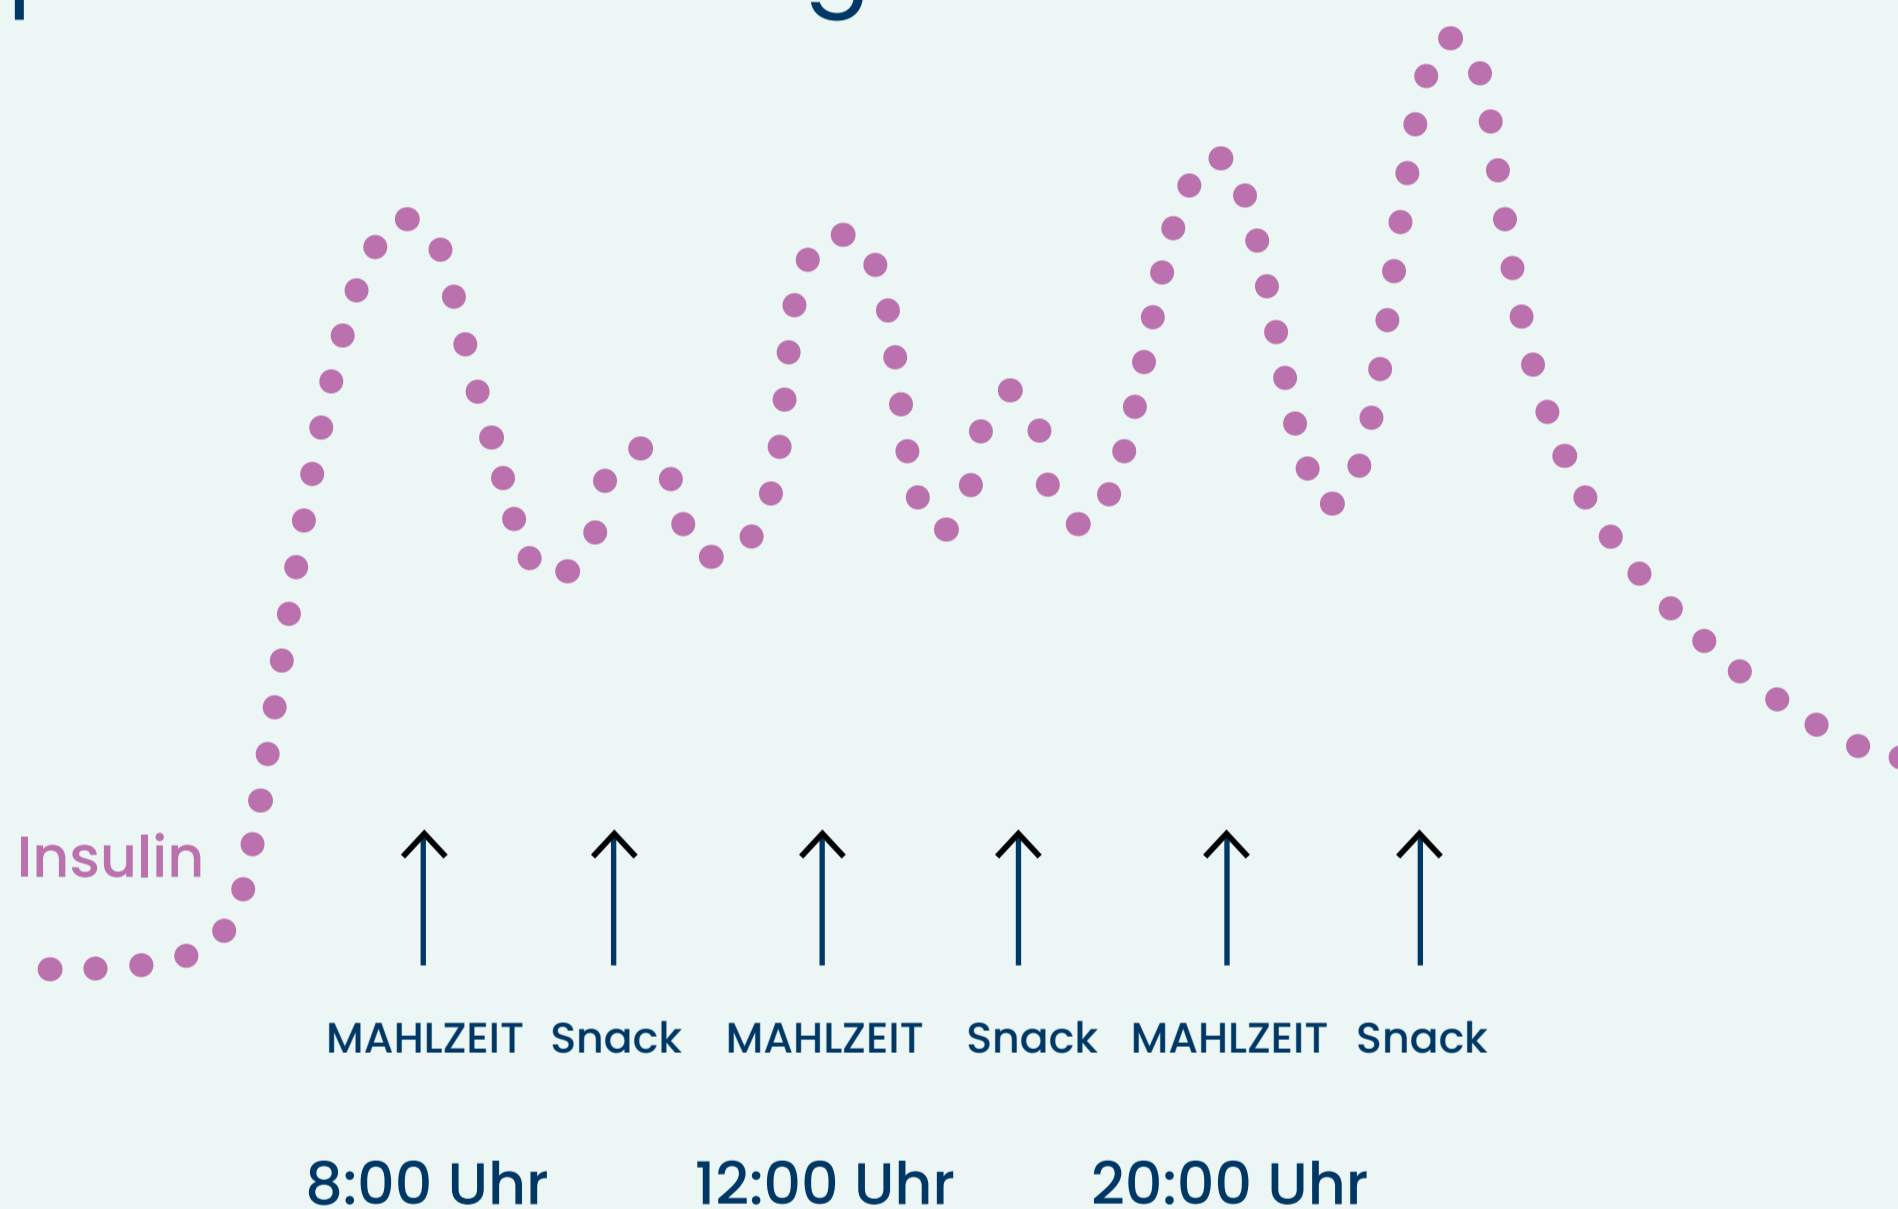 Insulin
MAHLZEIT Snack MAHLZEIT Snack MAHLZEIT Snack
8:00 Uhr 12:00 Uhr 20:00 Uhr